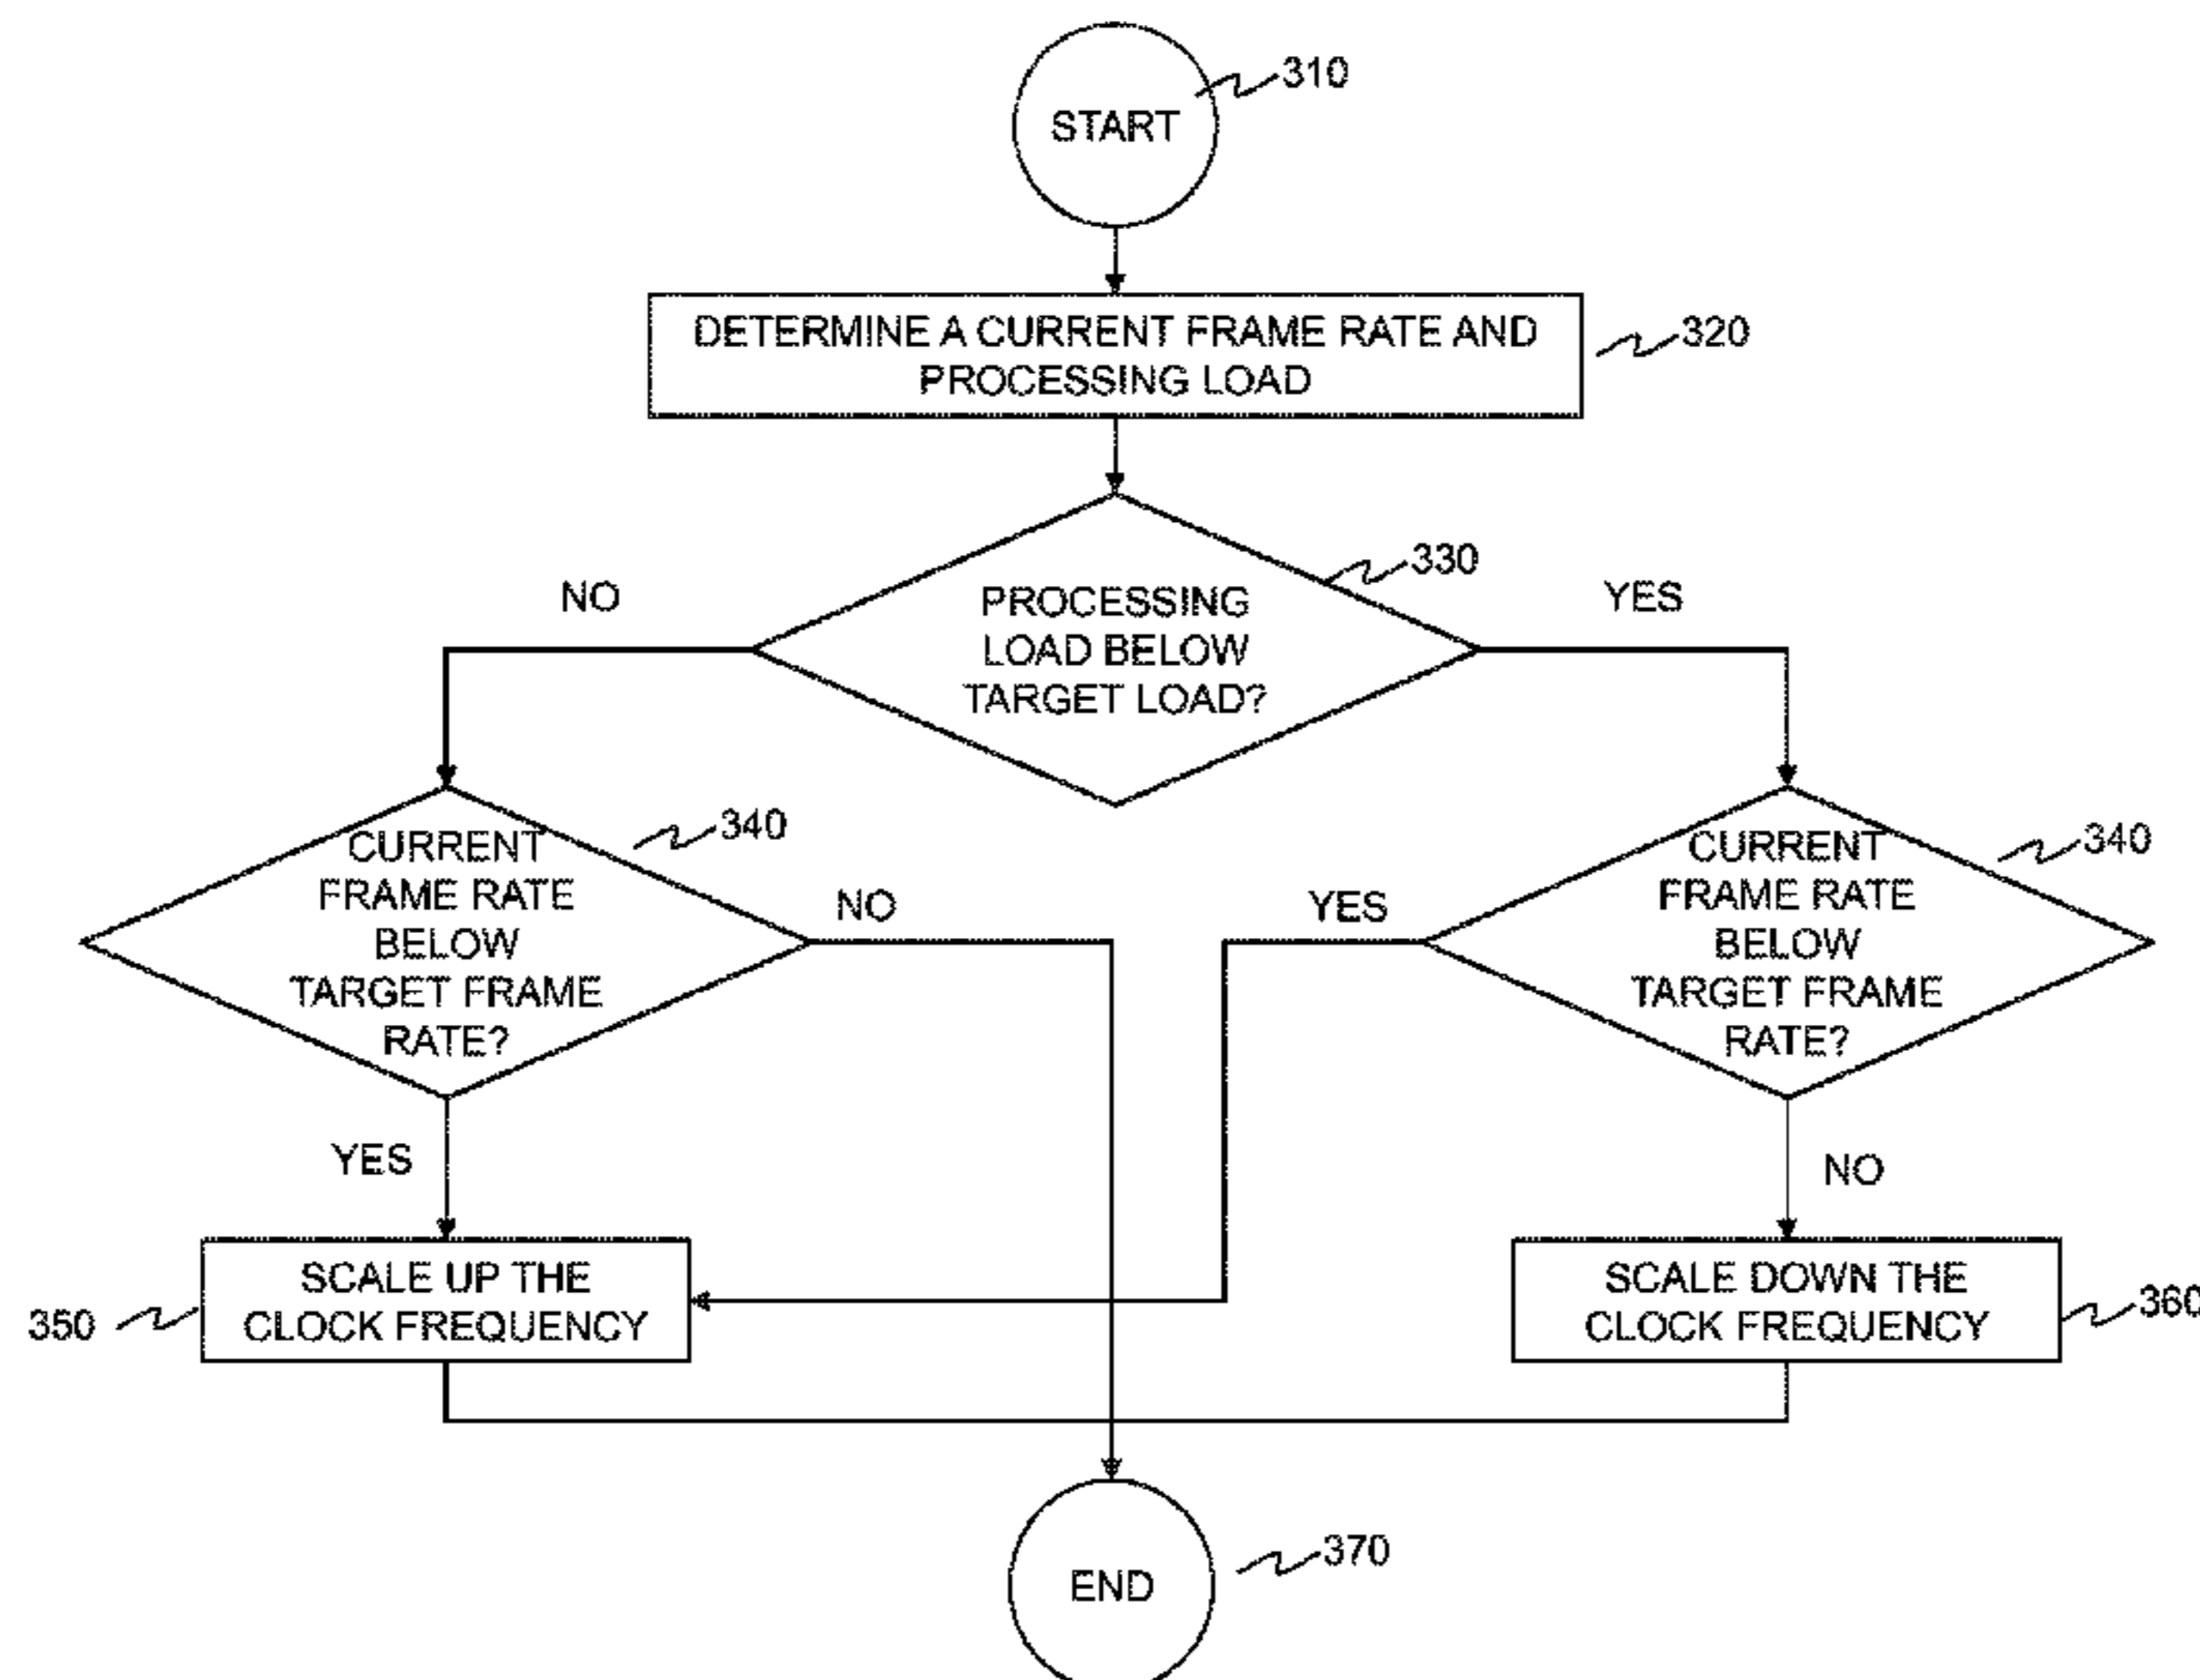 310
START
DETERMINE A CURRENT FRAME RATE AND
PROCESSING LOAD
320
330
NO
YES
PROCESSING
LOAD BELOW
TARGET LOAD?
340
CURRENT
FRAME RATE
BELOW
TARGET FRAME
RATE?
NO
YES
340
CURRENT
FRAME RATE
BELOW
TARGET FRAME
RATE?
YES
NO
SCALE UP THE
CLOCK FREQUENCY
350
SCALE DOWN THE
CLOCK FREQUENCY
360
370
END